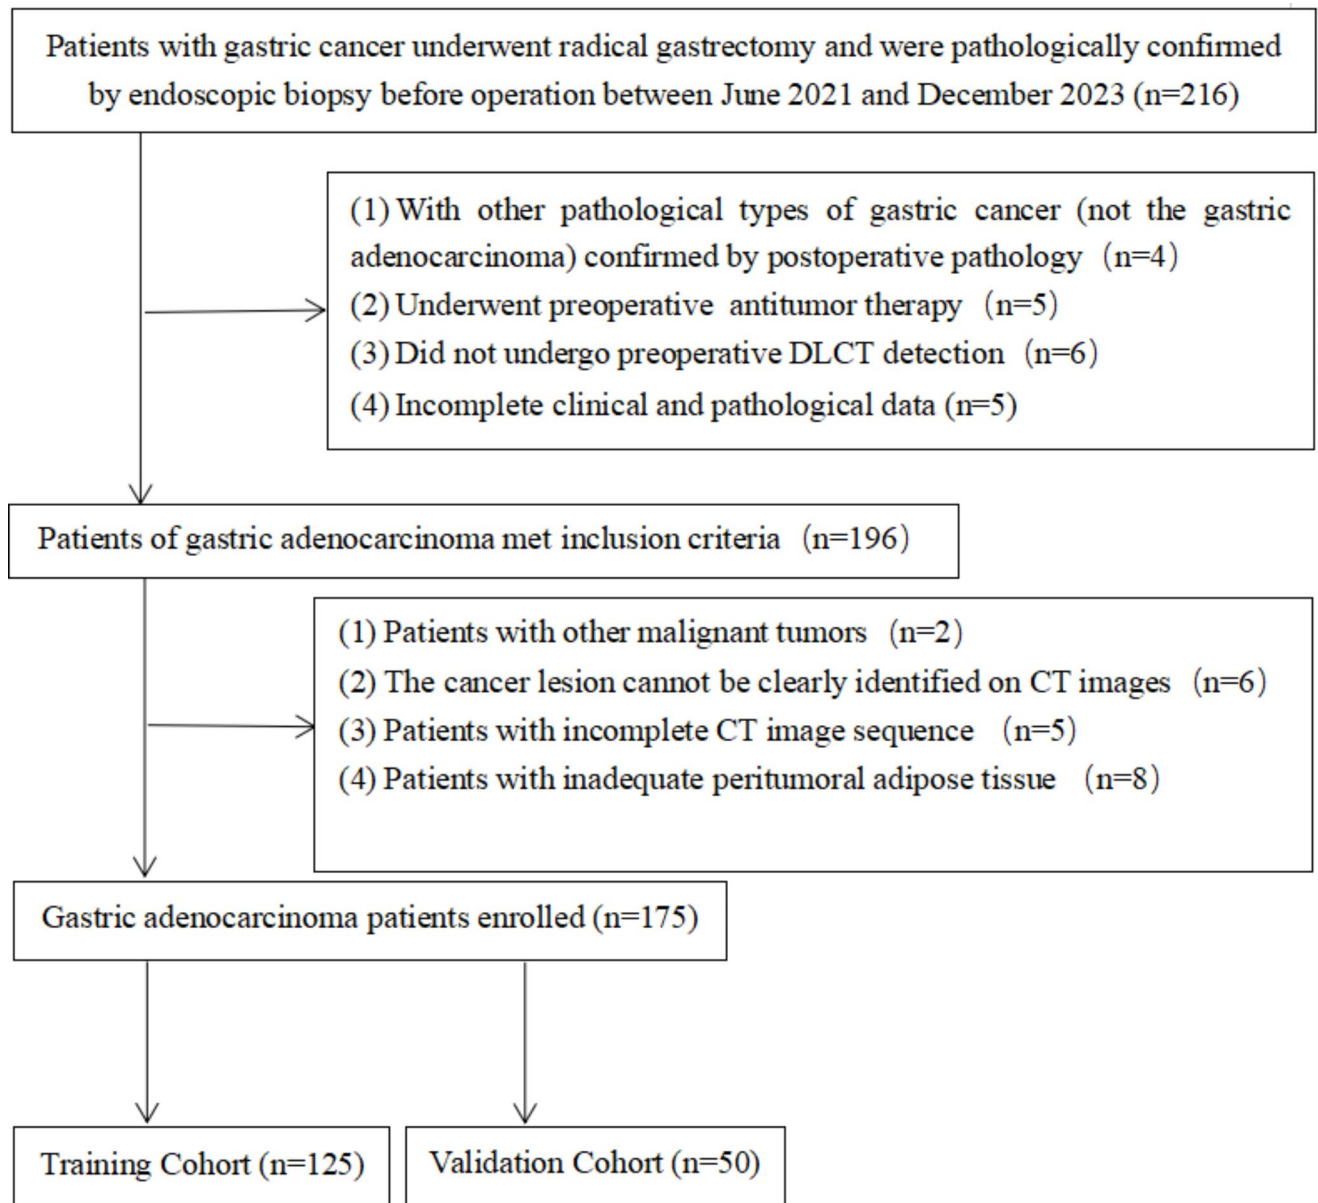 Patients with gastric cancer underwent radical gastrectomy and were pathologically confirmed
by endoscopic biopsy before operation between June 2021 and December 2023 (n=216)
(1) With other pathological types of gastric cancer (not the gastric
adenocarcinoma) confirmed by postoperative pathology（n=4）
(2) Underwent preoperative antitumor therapy（n=5）
(3) Did not undergo preoperative DLCT detection（n=6）
(4) Incomplete clinical and pathological data (n=5)
Patients of gastric adenocarcinoma met inclusion criteria（n=196）
(1) Patients with other malignant tumors（n=2）
(2) The cancer lesion cannot be clearly identified on CT images（n=6）
(3) Patients with incomplete CT image sequence（n=5）
(4) Patients with inadequate peritumoral adipose tissue（n=8）
Gastric adenocarcinoma patients enrolled (n=175)
Training Cohort (n=125)
Validation Cohort (n=50)